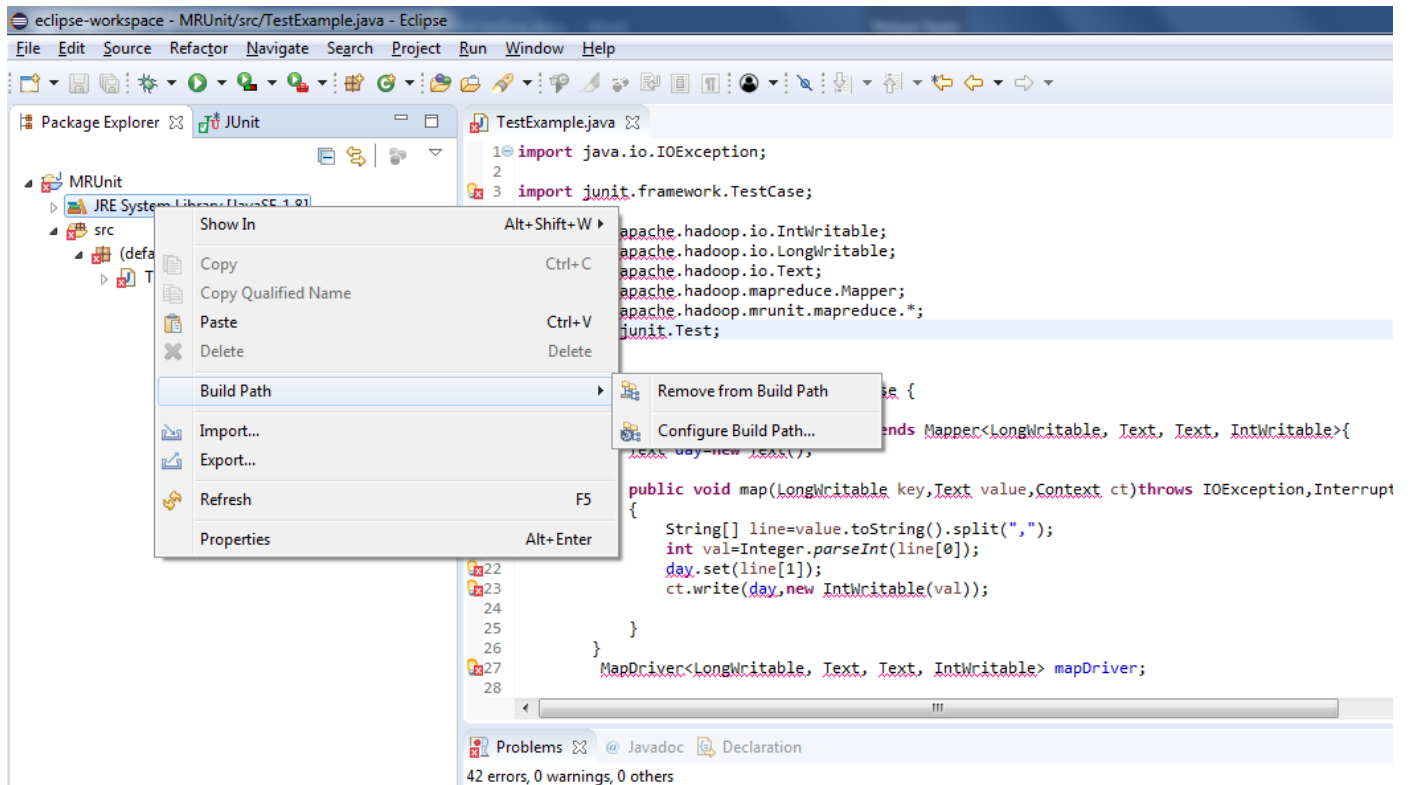 eclipse-workspace - MRUnit/src/TestExample.java - Eclipse
File Edit Source Refactor Navigate Search Project Run Window Help
Package Explorer JUnit
TestExample.java
MRUnit
JRE System Library [JavaSE-1.8]
src
(defa
T
Show In Alt+Shift+W
Copy Ctrl+C
Copy Qualified Name
Paste Ctrl+V
Delete Delete
Build Path
Import...
Export...
Refresh F5
Properties Alt+Enter
Remove from Build Path
Configure Build Path...
1 import java.io.IOException;
2
3 import junit.framework.TestCase;
apache.hadoop.io.IntWritable;
apache.hadoop.io.LongWritable;
apache.hadoop.io.Text;
apache.hadoop.mapreduce.Mapper;
apache.hadoop.mrunit.mapreduce.*;
junit.Test;
se {
ends Mapper<LongWritable, Text, Text, IntWritable>{
Text day=new Text();
public void map(LongWritable key,Text value,Context ct)throws IOException,Interrupt
{
String[] line=value.toString().split(",");
int val=Integer.parseInt(line[0]);
22 day.set(line[1]);
23 ct.write(day,new IntWritable(val));
24
25 }
26 }
27 MapDriver<LongWritable, Text, Text, IntWritable> mapDriver;
28
Problems @ Javadoc Declaration
42 errors, 0 warnings, 0 others